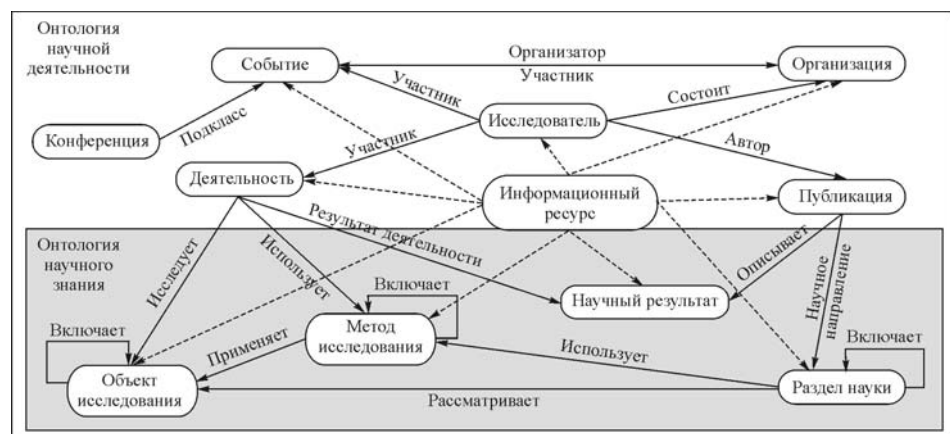 Онтология
научной
деятельности
Событие
Организатор
Участник
Организация
Участник
Состоит
Исследователь
Конференция
Подкласс
Участник
Автор
Деятельность
Информационный
ресурс
Публикация
Онтология
научного
знания
Исследует
Использует
Результат деятельности
Описывает
Научное
направление
Включает
Научный результат
Включает
Метод
исследования
Включает
Применяет
Использует
Объект
исследования
Рассматривает
Раздел науки